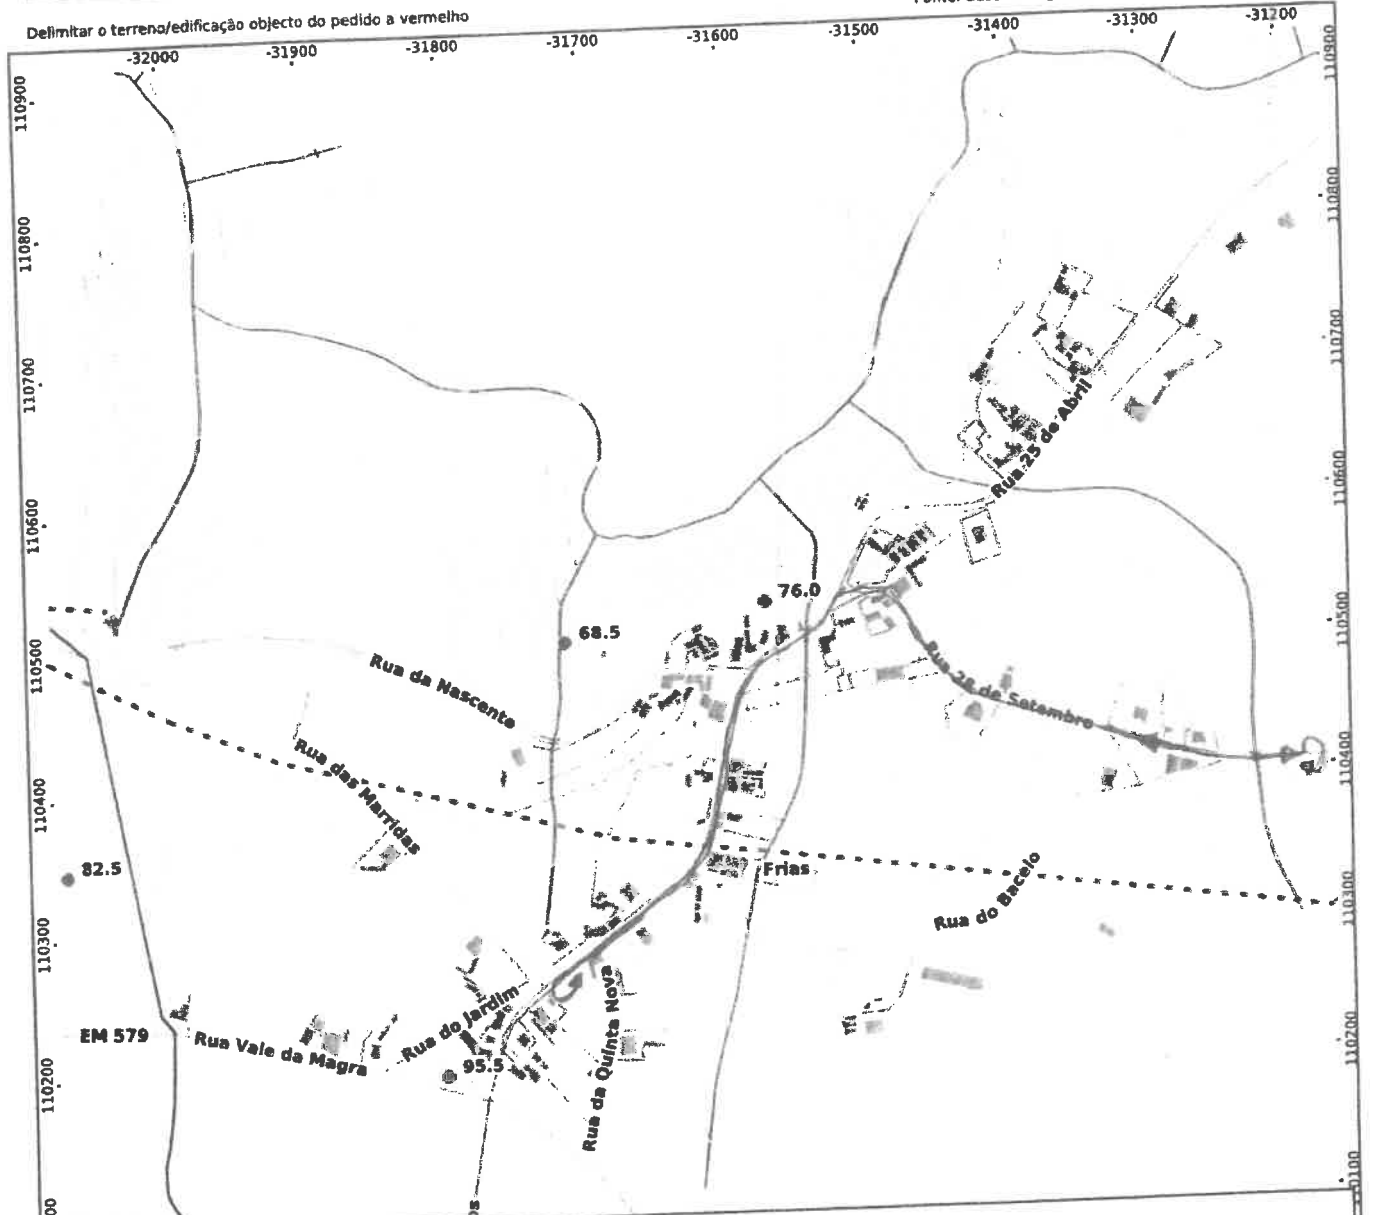 Delimitar o terreno/edificação objecto do pedido a vermelho
-32000 -31900 -31800 -31700 -31600 -31500 -31400 -31300 -31200
110900 110900
110800 110800
110700 110700
Rua 25 de Abril
110600 110600
76.0
68.5
110500 110500
Rua da Nascente
Rua 28 de Setembro
Rua das Marridas
110400 110400
82.5
Frias
Rua do Bacelo
110300 110300
EM 579
Rua Vale da Magra
Rua do Jardim
95.5
Rua da Quinta Nova
110200 110200